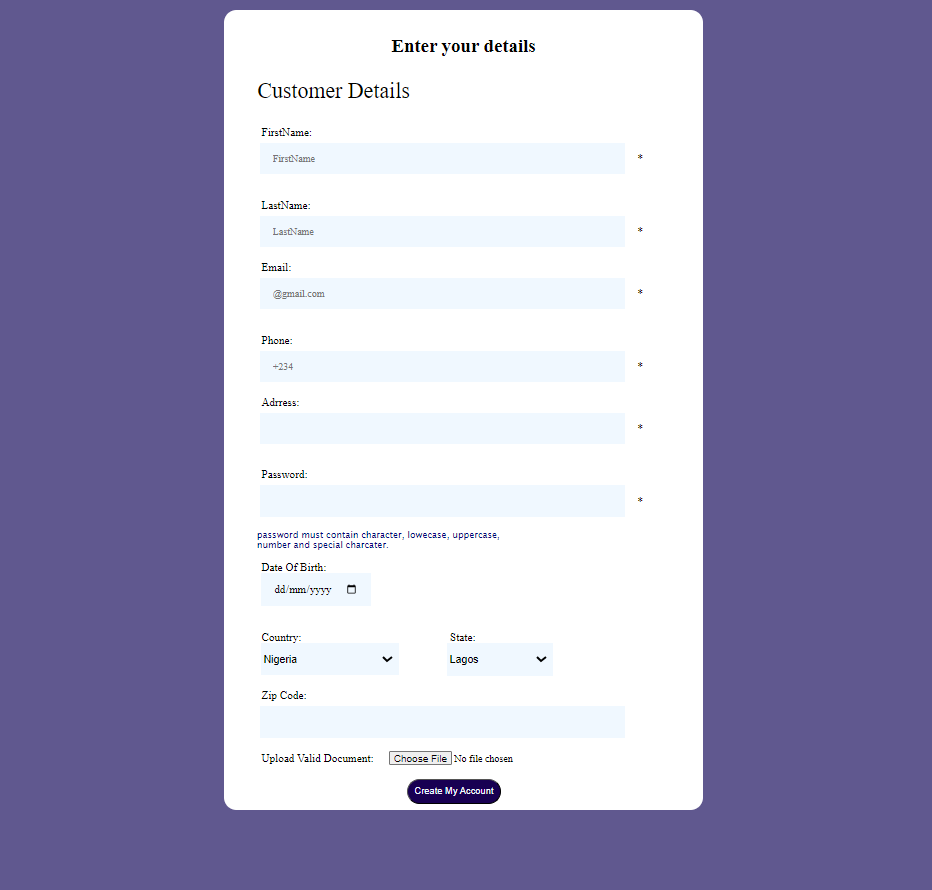 Enter your details
Customer Details
FirstName:
FirstName *
LastName:
LastName *
Email:
@gmail.com *
Phone:
+234 *
Adrress:
*
Password:
*
password must contain character, lowecase, uppercase,
number and special charcater.
Date Of Birth:
dd/mm/yyyy
Country: State:
Nigeria Lagos
Zip Code:
Upload Valid Document: Choose File No file chosen
Create My Account